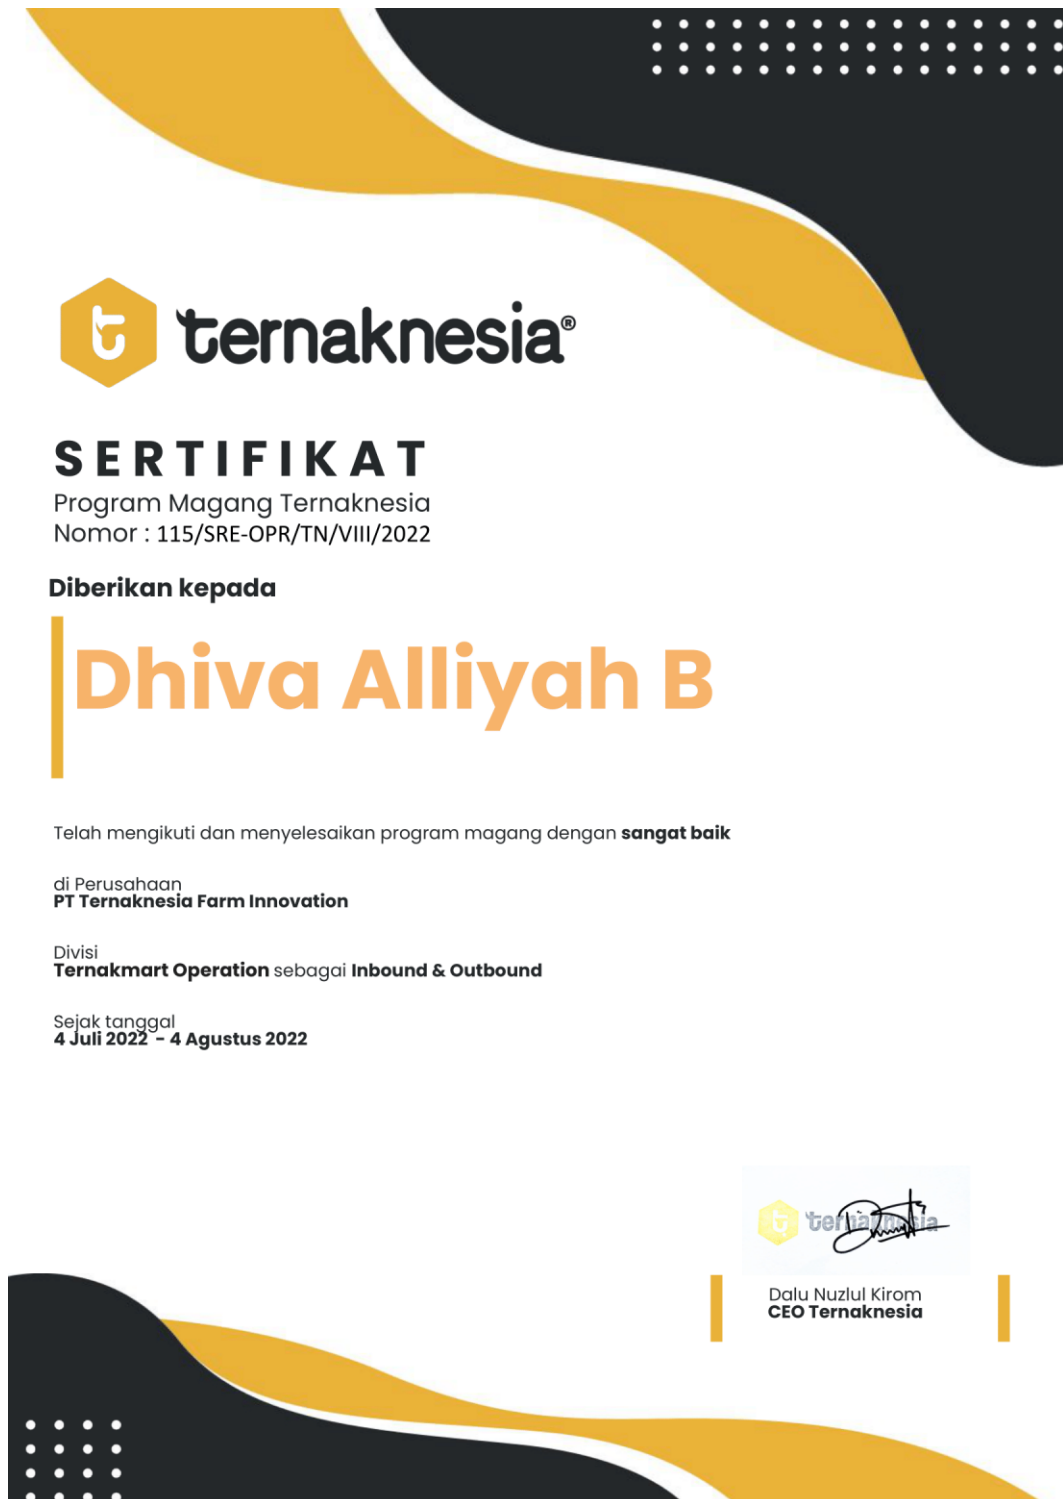 ternaknesia®
SERTIFIKAT
Program Magang Ternaknesia
Nomor : 115/SRE-OPR/TN/VIII/2022
Diberikan kepada
Dhiva Alliyah B
Telah mengikuti dan menyelesaikan program magang dengan sangat baik
di Perusahaan
PT Ternaknesia Farm Innovation
Divisi
Ternakmart Operation sebagai Inbound & Outbound
Sejak tanggal
4 Juli 2022 - 4 Agustus 2022
ternaknesia
Dalu Nuzlul Kirom
CEO Ternaknesia